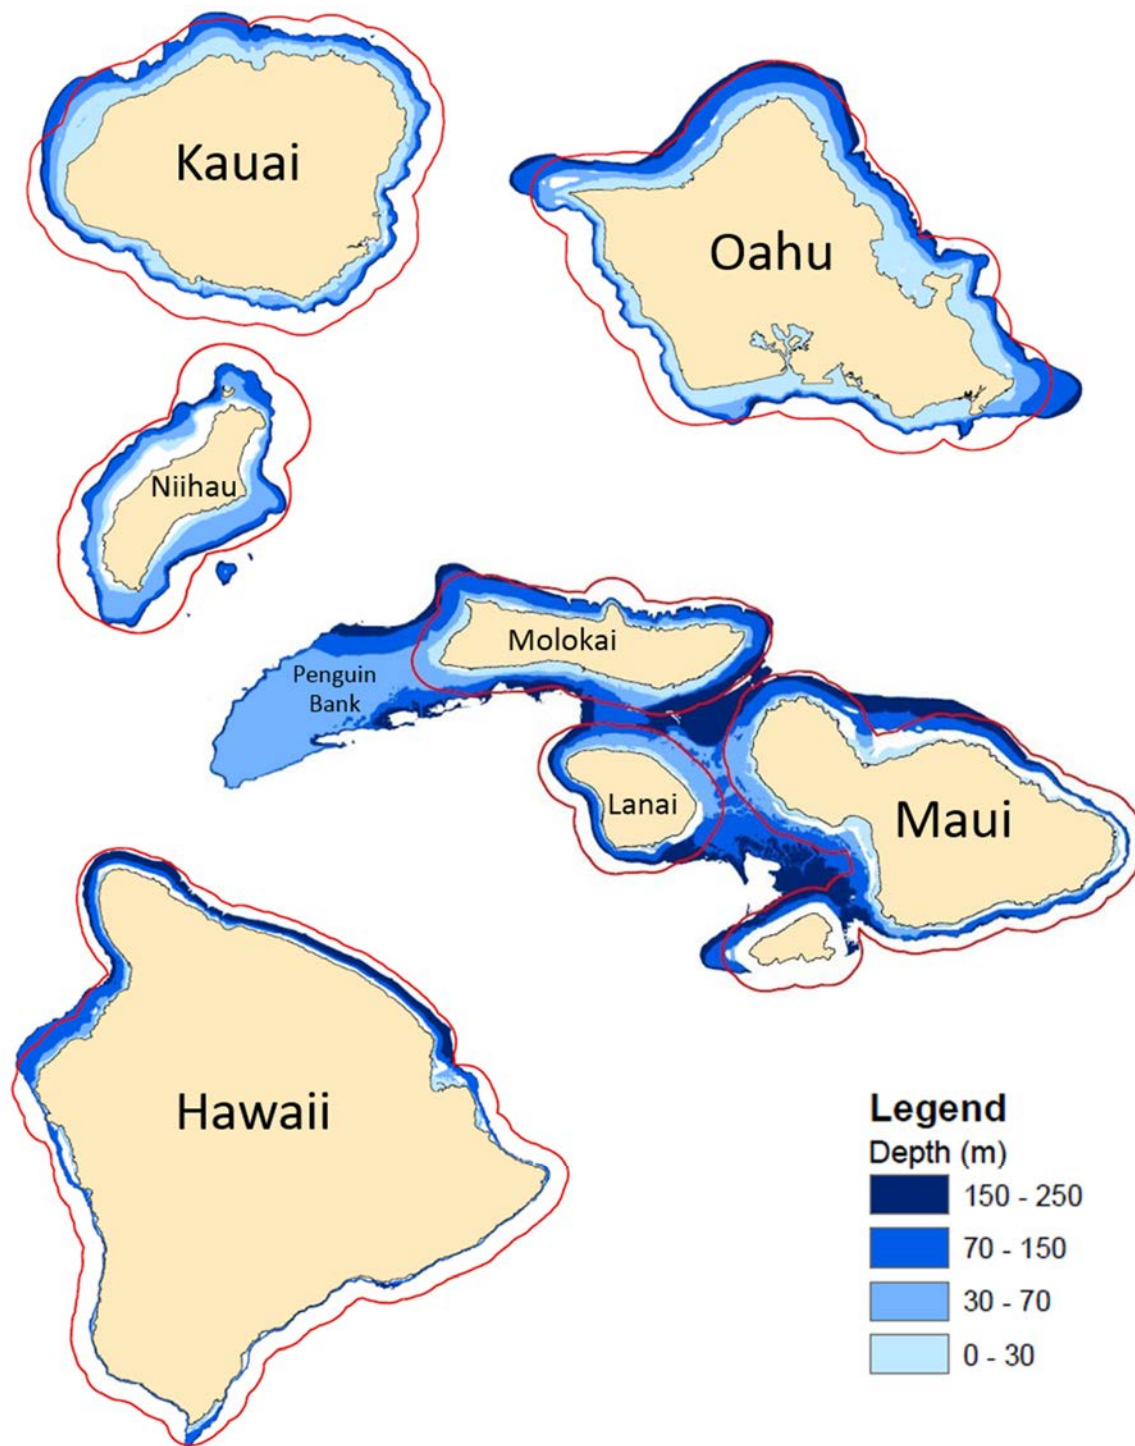 Kauai
Oahu
Niihau
Molokai
Penguin
Bank
Lanai
Maui
Hawaii
Legend
Depth (m)
150 - 250
70 - 150
30 - 70
0 - 30